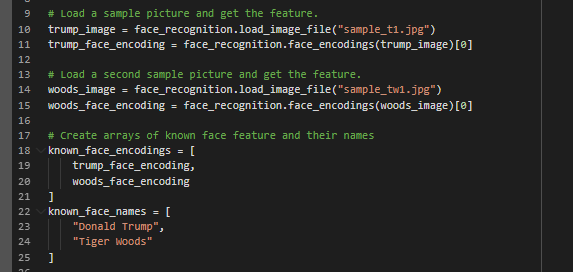 9 # Load a sample picture and get the feature.
10 trump_image = face_recognition.load_image_file("sample_t1.jpg")
11 trump_face_encoding = face_recognition.face_encodings(trump_image)[0]
12
13 # Load a second sample picture and get the feature.
14 woods_image = face_recognition.load_image_file("sample_tw1.jpg")
15 woods_face_encoding = face_recognition.face_encodings(woods_image)[0]
16
17 # Create arrays of known face feature and their names
18 known_face_encodings = [
19     trump_face_encoding,
20     woods_face_encoding
21 ]
22 known_face_names = [
23     "Donald Trump",
24     "Tiger Woods"
25 ]